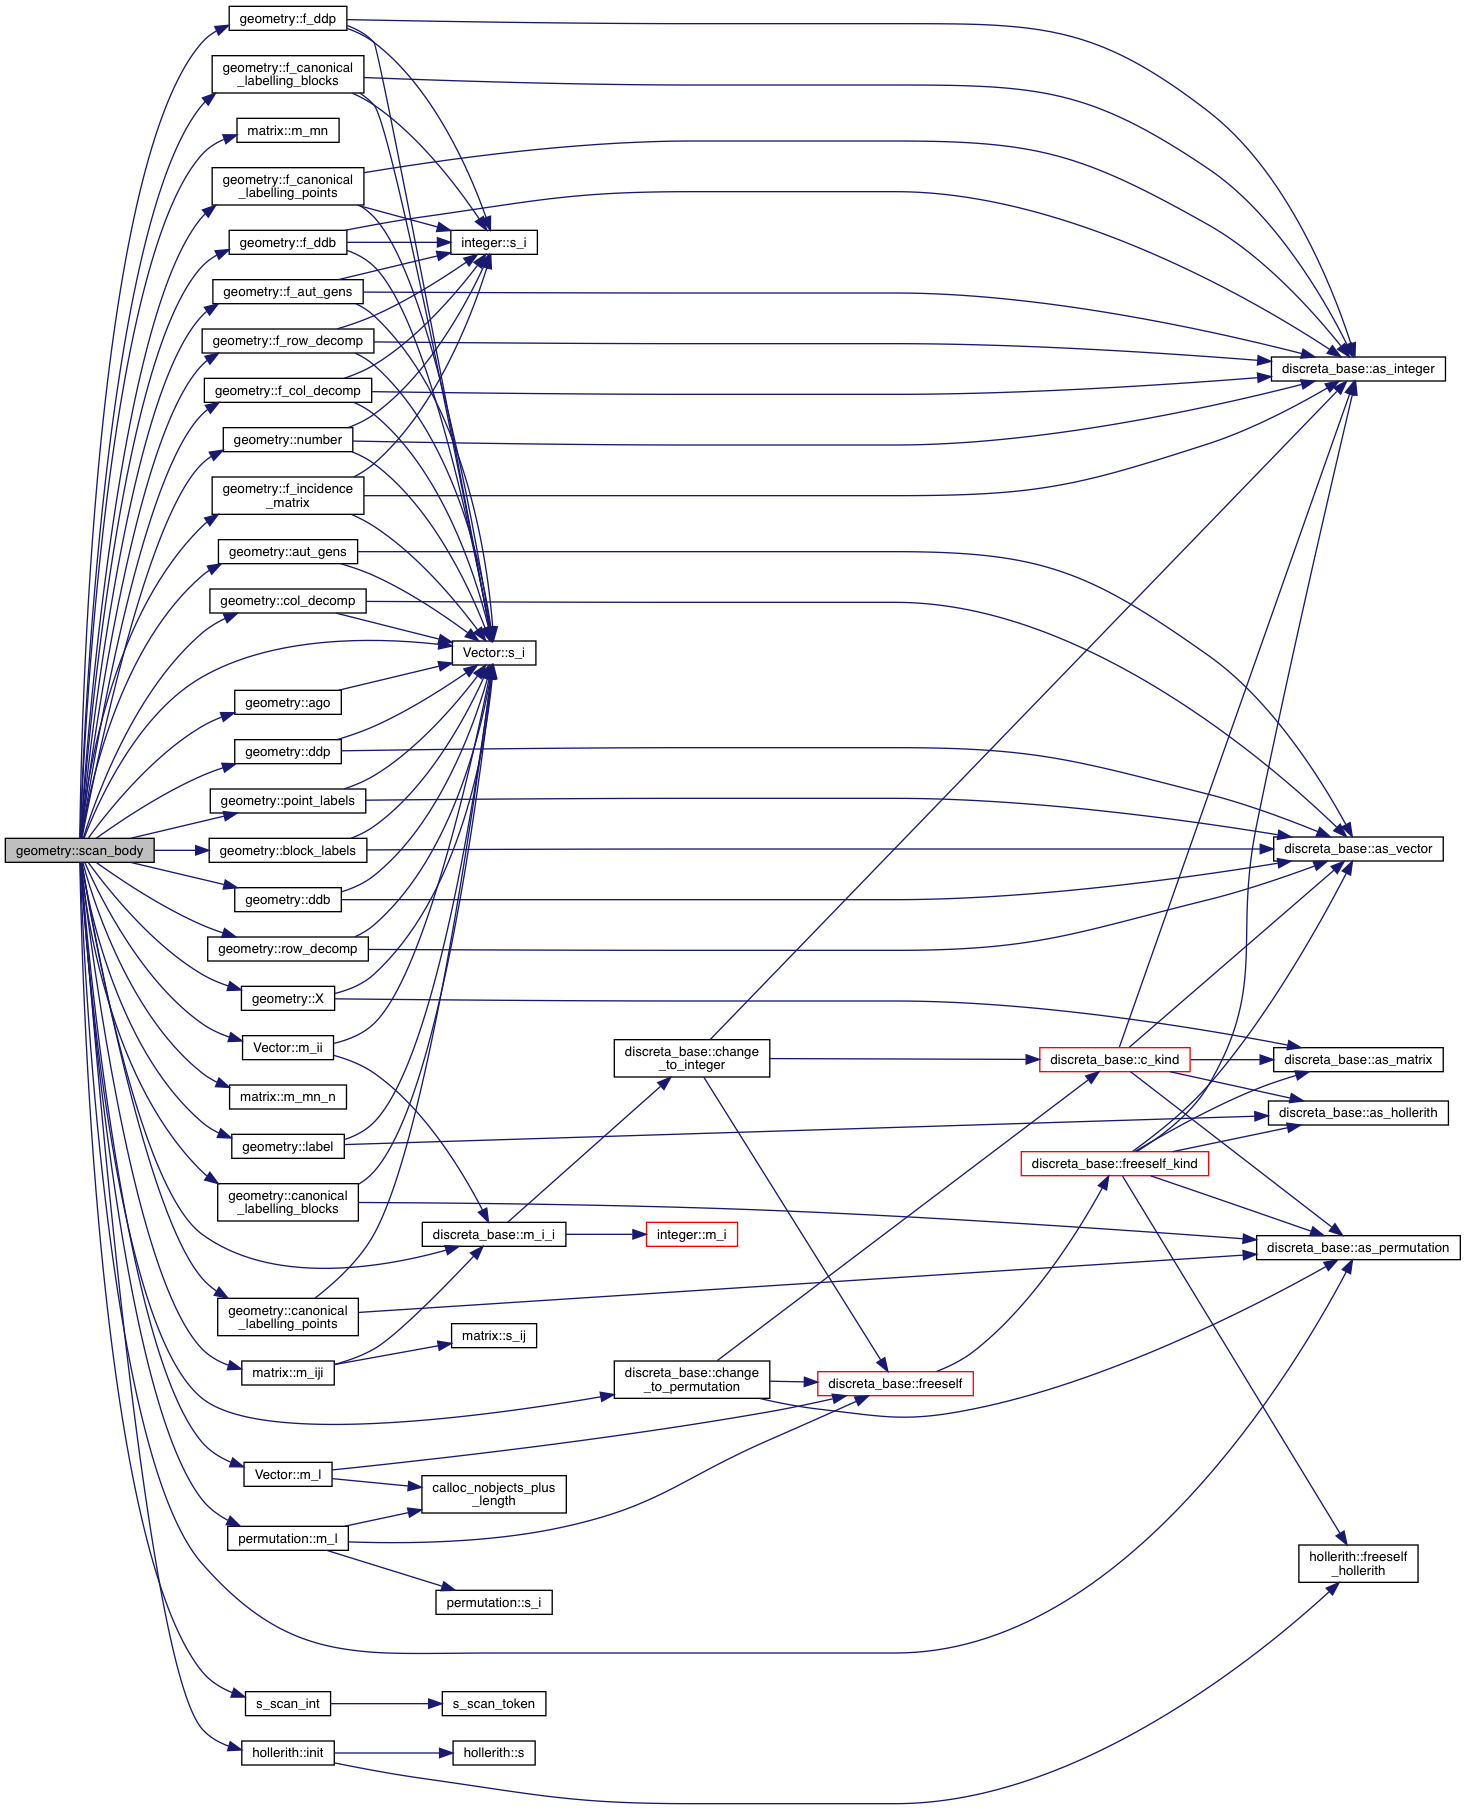 geometry::f_ddp
geometry::f_canonical
_labelling_blocks
matrix::m_mn
geometry::f_canonical
_labelling_points
geometry::f_ddb
integer::s_i
geometry::f_aut_gens
geometry::f_row_decomp
discreta_base::as_integer
geometry::f_col_decomp
geometry::number
geometry::f_incidence
_matrix
geometry::aut_gens
geometry::col_decomp
Vector::s_i
geometry::ago
geometry::ddp
geometry::point_labels
geometry::scan_body
geometry::block_labels
discreta_base::as_vector
geometry::ddb
geometry::row_decomp
geometry::X
Vector::m_ii
discreta_base::change
_to_integer
discreta_base::c_kind
discreta_base::as_matrix
matrix::m_mn_n
discreta_base::as_hollerith
geometry::label
discreta_base::freeself_kind
geometry::canonical
_labelling_blocks
discreta_base::m_i_i
integer::m_i
discreta_base::as_permutation
geometry::canonical
_labelling_points
matrix::s_ij
matrix::m_iji
discreta_base::change
_to_permutation
discreta_base::freeself
Vector::m_l
calloc_nobjects_plus
_length
permutation::m_l
hollerith::freeself
_hollerith
permutation::s_i
s_scan_int
s_scan_token
hollerith::init
hollerith::s